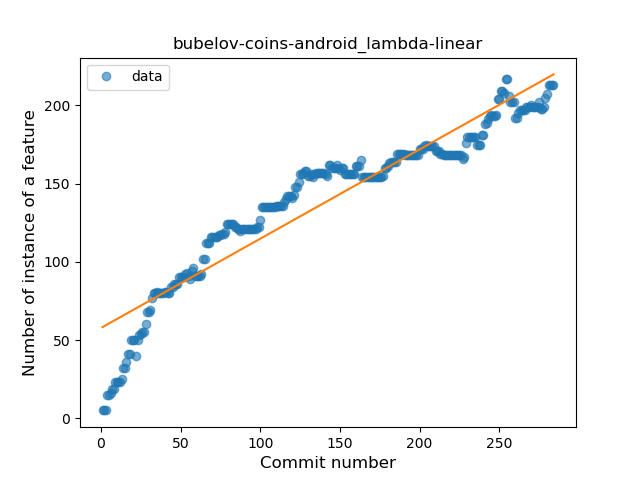 bubelov-coins-android_lambda-linear
data
Number of instance of a feature
200
150
100
50
0
0 50 100 150 200 250
Commit number